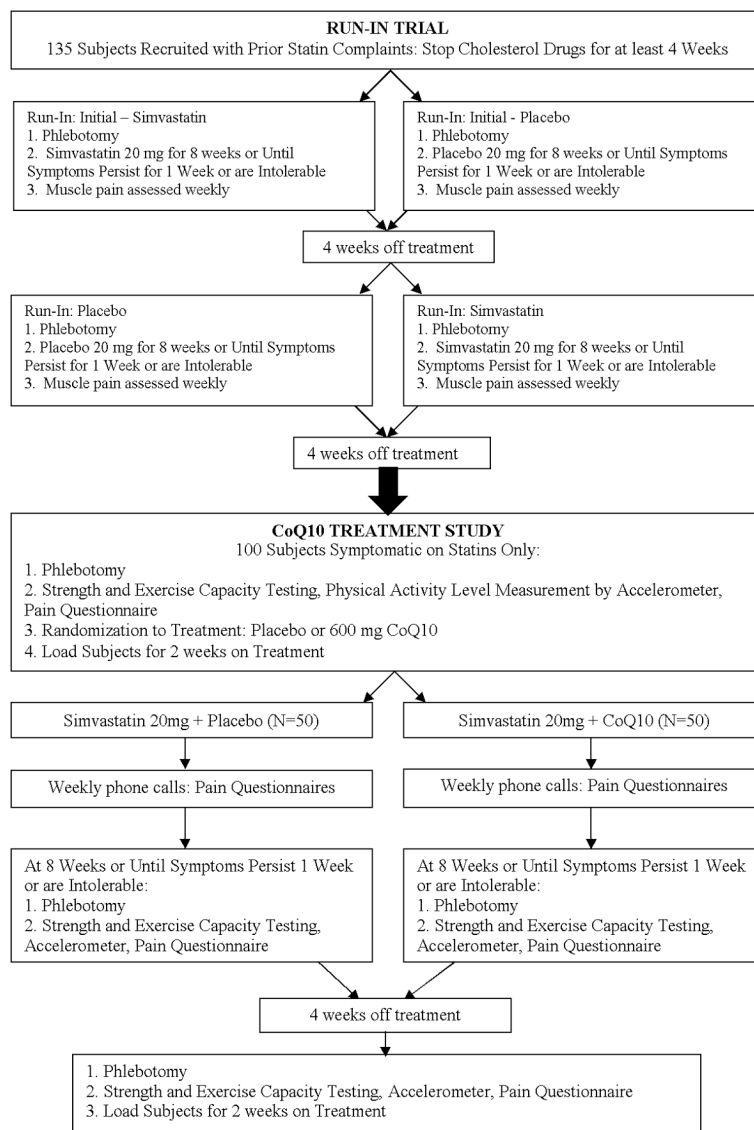 RUN-IN TRIAL
135 Subjects Recruited with Prior Statin Complaints: Stop Cholesterol Drugs for at least 4 Weeks
Run-In: Initial – Simvastatin
1. Phlebotomy
2. Simvastatin 20 mg for 8 weeks or Until
Symptoms Persist for 1 Week or are Intolerable
3. Muscle pain assessed weekly
Run-In: Initial - Placebo
1. Phlebotomy
2. Placebo 20 mg for 8 weeks or Until Symptoms
Persist for 1 Week or are Intolerable
3. Muscle pain assessed weekly
4 weeks off treatment
Run-In: Placebo
1. Phlebotomy
2. Placebo 20 mg for 8 weeks or Until Symptoms
Persist for 1 Week or are Intolerable
3. Muscle pain assessed weekly
Run-In: Simvastatin
1. Phlebotomy
2. Simvastatin 20 mg for 8 weeks or Until
Symptoms Persist for 1 Week or are Intolerable
3. Muscle pain assessed weekly
4 weeks off treatment
CoQ10 TREATMENT STUDY
100 Subjects Symptomatic on Statins Only:
1. Phlebotomy
2. Strength and Exercise Capacity Testing, Physical Activity Level Measurement by Accelerometer,
Pain Questionnaire
3. Randomization to Treatment: Placebo or 600 mg CoQ10
4. Load Subjects for 2 weeks on Treatment
Simvastatin 20mg + Placebo (N=50)
Simvastatin 20mg + CoQ10 (N=50)
Weekly phone calls: Pain Questionnaires
Weekly phone calls: Pain Questionnaires
At 8 Weeks or Until Symptoms Persist 1 Week
or are Intolerable:
1. Phlebotomy
2. Strength and Exercise Capacity Testing,
Accelerometer, Pain Questionnaire
At 8 Weeks or Until Symptoms Persist 1 Week
or are Intolerable:
1. Phlebotomy
2. Strength and Exercise Capacity Testing,
Accelerometer, Pain Questionnaire
4 weeks off treatment
1. Phlebotomy
2. Strength and Exercise Capacity Testing, Accelerometer, Pain Questionnaire
3. Load Subjects for 2 weeks on Treatment